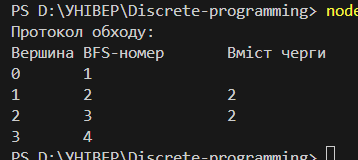 PS D:\УНІВЕР\Discrete-programming> node
Протокол обходу:
Вершина BFS-номер Вміст черги
0 1
1 2 2
2 3 2
3 4
PS D:\УНІВЕР\Discrete-programming>